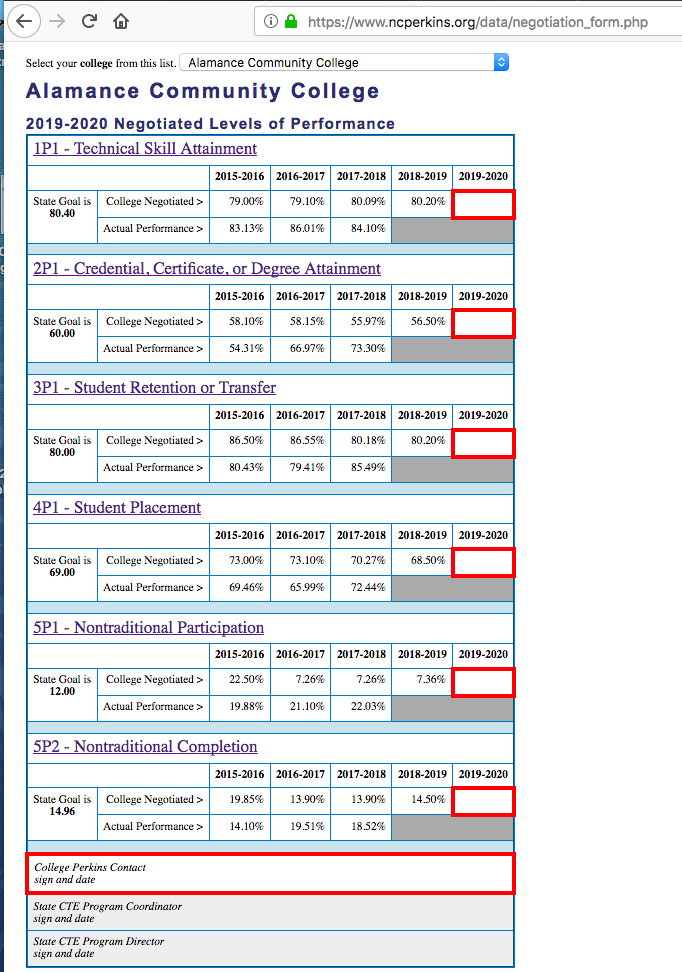 https://www.ncperkins.org/data/negotiation_form.php
Select your college from this list. Alamance Community College
Alamance Community College
2019-2020 Negotiated Levels of Performance
1P1 - Technical Skill Attainment
2015-2016 2016-2017 2017-2018 2018-2019 2019-2020
State Goal is 80.40 College Negotiated > 79.00% 79.10% 80.09% 80.20%
Actual Performance > 83.13% 86.01% 84.10%
2P1 - Credential, Certificate, or Degree Attainment
2015-2016 2016-2017 2017-2018 2018-2019 2019-2020
State Goal is 60.00 College Negotiated > 58.10% 58.15% 55.97% 56.50%
Actual Performance > 54.31% 66.97% 73.30%
3P1 - Student Retention or Transfer
2015-2016 2016-2017 2017-2018 2018-2019 2019-2020
State Goal is 80.00 College Negotiated > 86.50% 86.55% 80.18% 80.20%
Actual Performance > 80.43% 79.41% 85.49%
4P1 - Student Placement
2015-2016 2016-2017 2017-2018 2018-2019 2019-2020
State Goal is 69.00 College Negotiated > 73.00% 73.10% 70.27% 68.50%
Actual Performance > 69.46% 65.99% 72.44%
5P1 - Nontraditional Participation
2015-2016 2016-2017 2017-2018 2018-2019 2019-2020
State Goal is 12.00 College Negotiated > 22.50% 7.26% 7.26% 7.36%
Actual Performance > 19.88% 21.10% 22.03%
5P2 - Nontraditional Completion
2015-2016 2016-2017 2017-2018 2018-2019 2019-2020
State Goal is 14.96 College Negotiated > 19.85% 13.90% 13.90% 14.50%
Actual Performance > 14.10% 19.51% 18.52%
College Perkins Contact
sign and date
State CTE Program Coordinator
sign and date
State CTE Program Director
sign and date